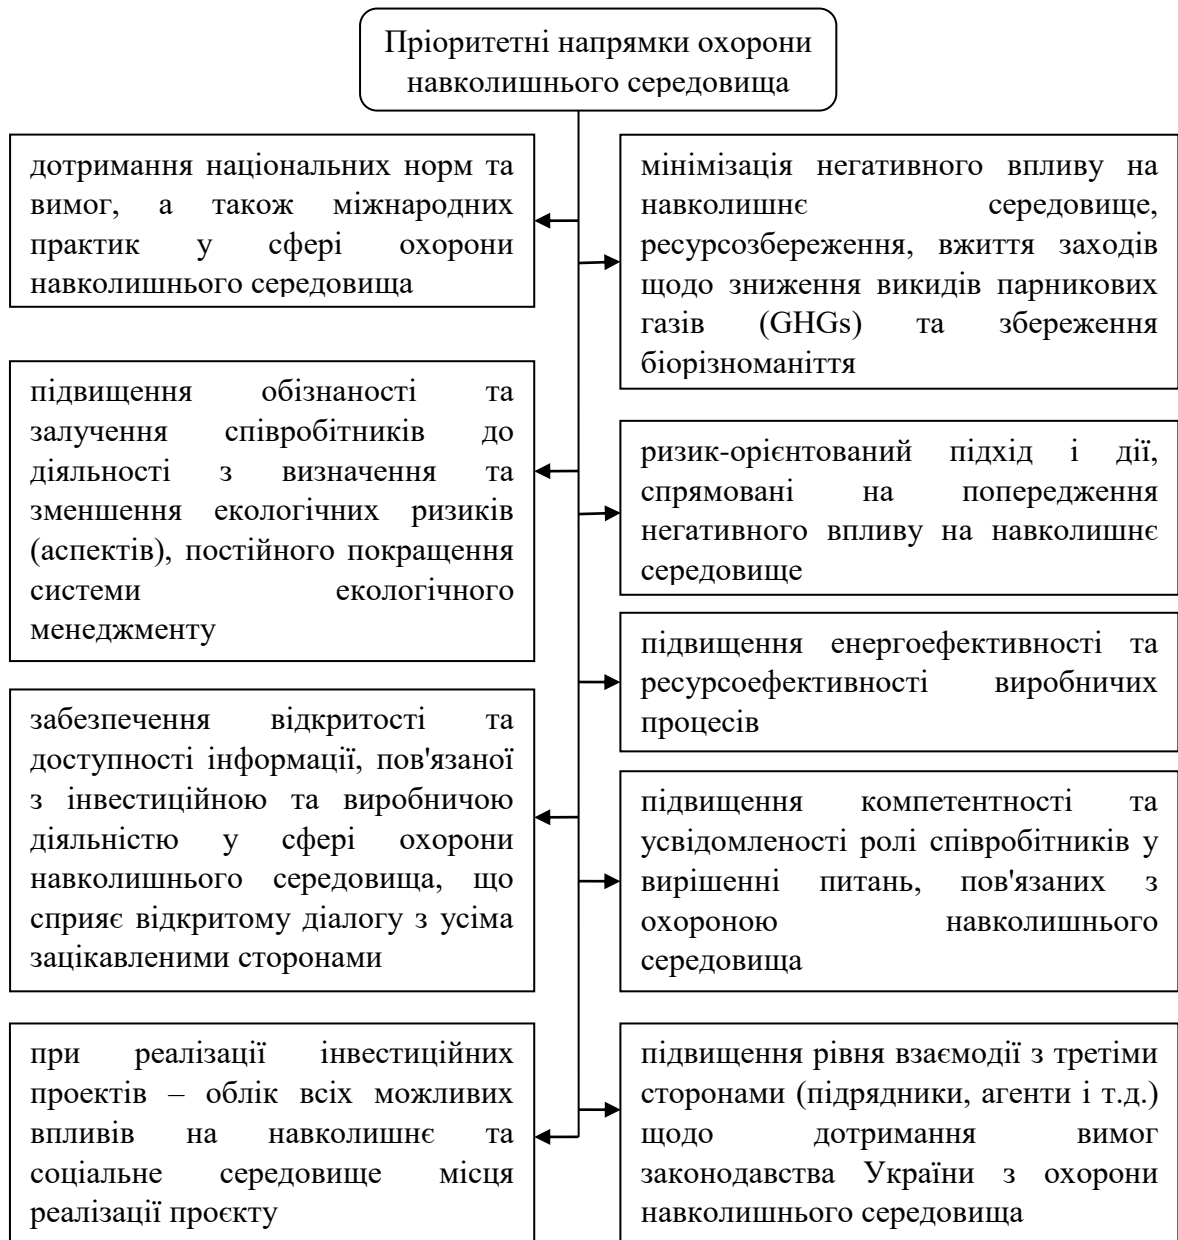 Пріоритетні напрямки охорони
навколишнього середовища
дотримання національних норм та
вимог, а також міжнародних
практик у сфері охорони
навколишнього середовища
мінімізація негативного впливу на
навколишнє середовище,
ресурсозбереження, вжиття заходів
щодо зниження викидів парникових
газів (GHGs) та збереження
біорізноманіття
підвищення обізнаності та
залучення співробітників до
діяльності з визначення та
зменшення екологічних ризиків
(аспектів), постійного покращення
системи екологічного
менеджменту
ризик-орієнтований підхід і дії,
спрямовані на попередження
негативного впливу на навколишнє
середовище
підвищення енергоефективності та
ресурсоефективності виробничих
процесів
забезпечення відкритості та
доступності інформації, пов'язаної
з інвестиційною та виробничою
діяльністю у сфері охорони
навколишнього середовища, що
сприяє відкритому діалогу з усіма
зацікавленими сторонами
підвищення компетентності та
усвідомленості ролі співробітників у
вирішенні питань, пов'язаних з
охороною навколишнього
середовища
при реалізації інвестиційних
проектів – облік всіх можливих
впливів на навколишнє та
соціальне середовище місця
реалізації проєкту
підвищення рівня взаємодії з третіми
сторонами (підрядники, агенти і т.д.)
щодо дотримання вимог
законодавства України з охорони
навколишнього середовища